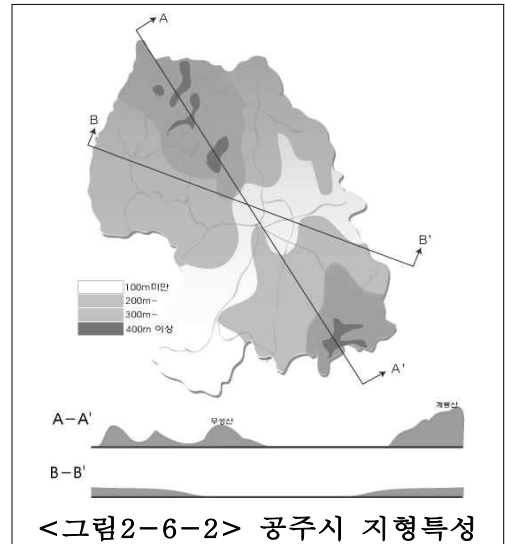 A
B
B'
100m미만
200m~
300m~
400m 이상
A'
A-A'
무성산
계룡산
B-B'
<그림2-6-2> 공주시 지형특성